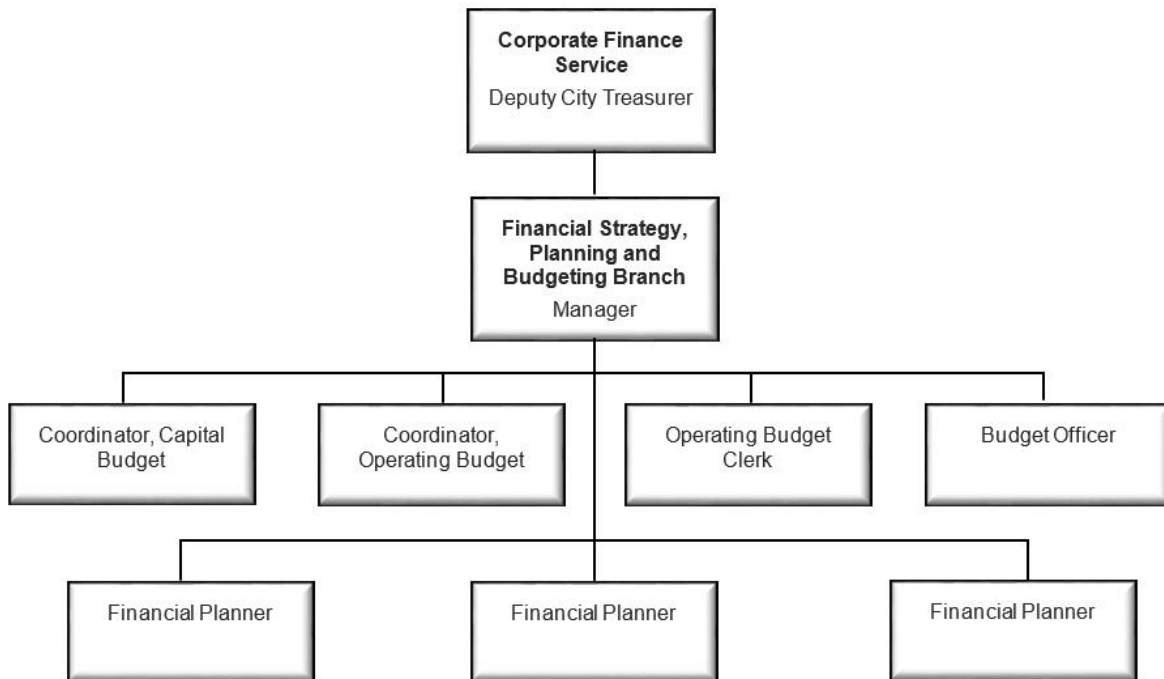 Corporate Finance
Service
Deputy City Treasurer
Financial Strategy,
Planning and
Budgeting Branch
Manager
Coordinator, Capital
Budget
Coordinator,
Operating Budget
Operating Budget
Clerk
Budget Officer
Financial Planner
Financial Planner
Financial Planner